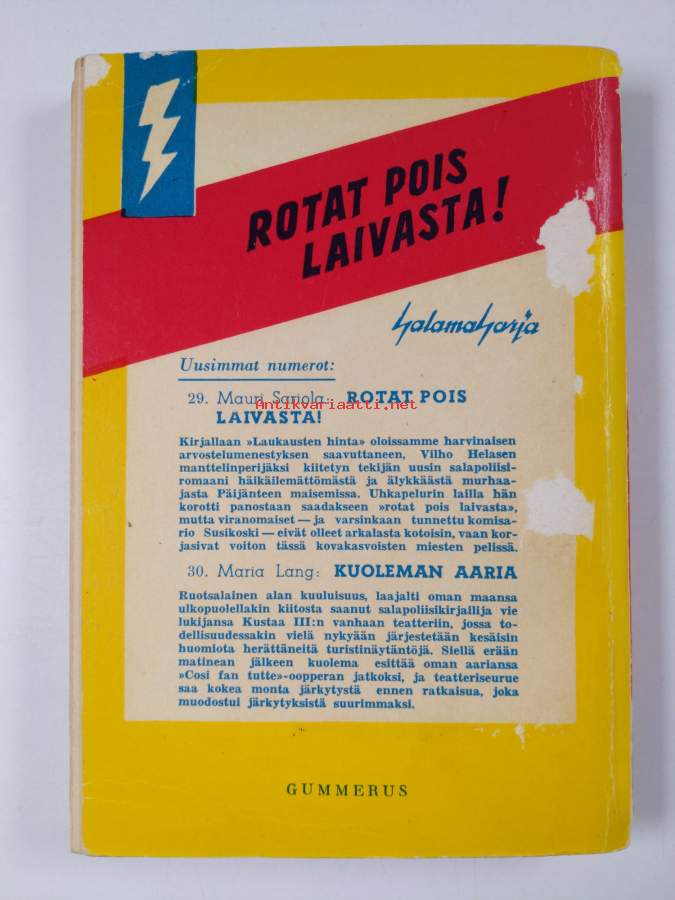 ROTAT POIS
LAIVASTA!
Salamasarja
Uusimmat numerot:
29. Mauri Sariola: ROTAT POIS
LAIVASTA!
Antikvariaatti.net
Kirjallaan »Laukausten hinta» oloissamme harvinaisen
arvostelumenestyksen saavuttaneen, Vilho Helasen
manttelinperijäksi kiitetyn tekijän uusin salapoliisi-
romaani häikäilemättömästä ja älykkäästä murhaa-
jasta Päijänteen maisemissa. Uhkapelurin lailla hän
korotti panostaan saadakseen »rotat pois laivasta»,
mutta viranomaiset — ja varsinkaan tunnettu komisa-
rio Susikoski — eivät olleet arkalasta kotoisin, vaan kor-
jasivat voiton tässä kovakasvoisten miesten pelissä.
30. Maria Lang: KUOLEMAN AARIA
Ruotsalainen alan kuuluisuus, laajalti oman maansa
ulkopuolellakin kiitosta saanut salapoliisikirjailija vie
lukijansa Kustaa III:n vanhaan teatteriin, jossa to-
dellisuudessakin vielä nykyään järjestetään kesäisin
huomiota herättäneitä turistinäytäntöjä. Siellä erään
matinean jälkeen kuolema esittää oman aariansa
»Cosi fan tutte»-oopperan jatkoksi, ja teatteriseurue
saa kokea monta järkytystä ennen ratkaisua, joka
muodostui järkytyksistä suurimmaksi.
GUMMERUS